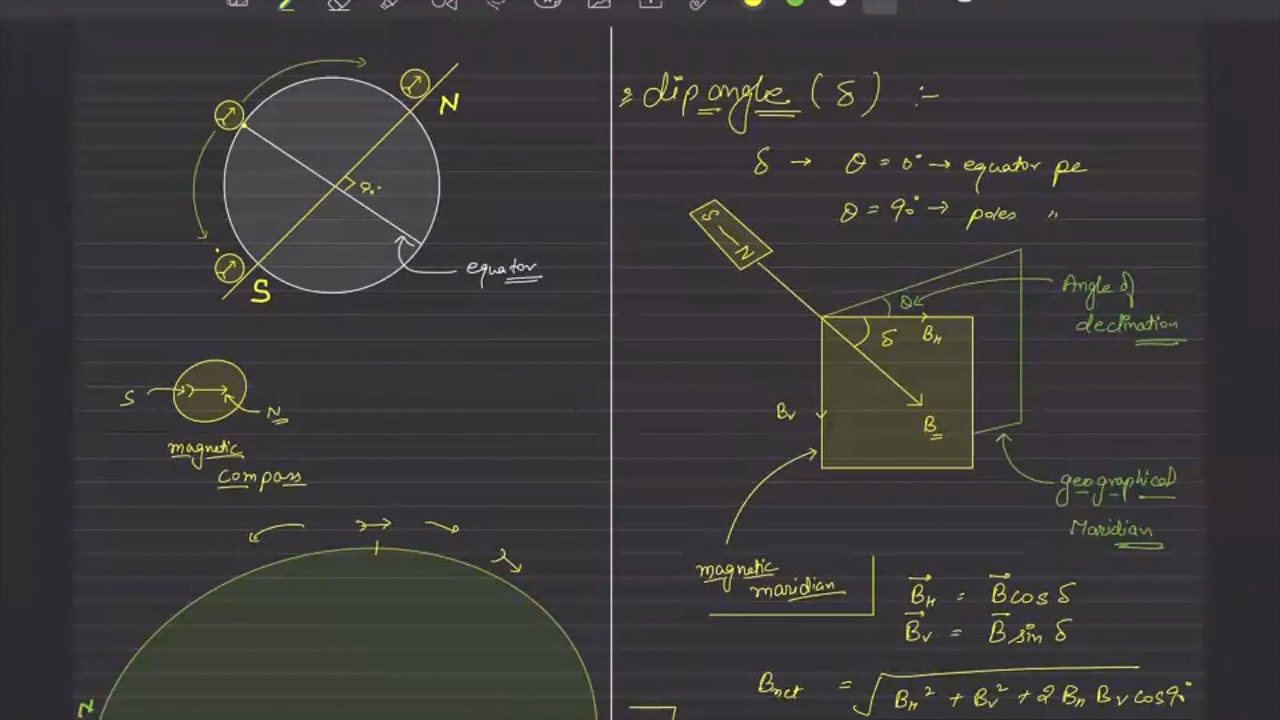 N
90°
equator
S
S
N
magnetic
compass
N
: dip angle (δ) :-
δ → θ = 0° → equator pe
θ = 90° → poles "
S — N
θ
Angle of
declination
δ
B_H
B_V
B
geographical
Maridian
magnetic
maridian
B_H = B cos δ
B_V = B sin δ
B_net = √ B_H² + B_V² + 2 B_H B_V cos 90°